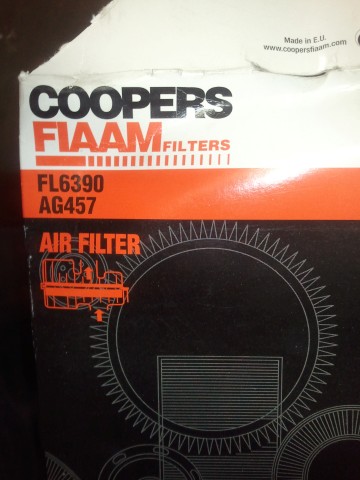 Made in E.U.
www.coopersfiaam.com
COOPERS
FIAAM FILTERS
FL6390
AG457
AIR FILTER